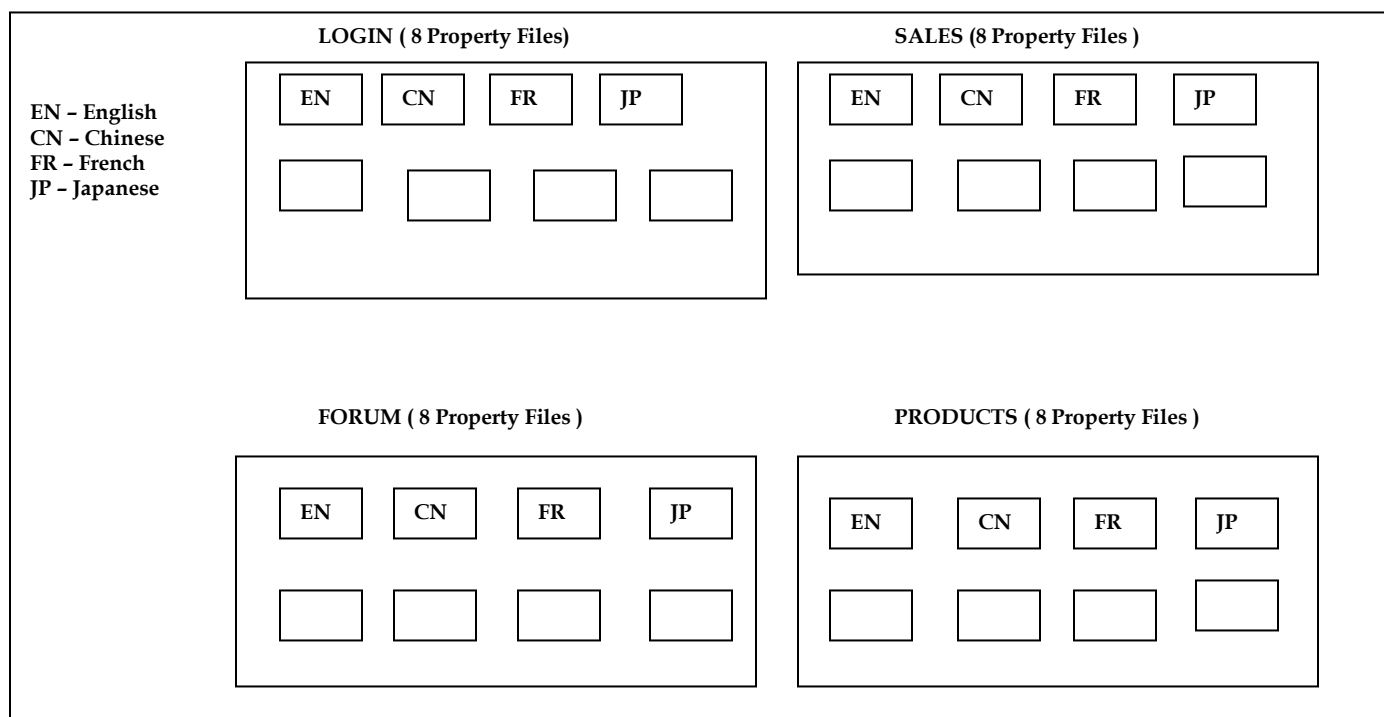 LOGIN ( 8 Property Files)
SALES (8 Property Files )
EN – English
CN – Chinese
FR – French
JP – Japanese
EN CN FR JP
EN CN FR JP
FORUM ( 8 Property Files )
PRODUCTS ( 8 Property Files )
EN CN FR JP
EN CN FR JP